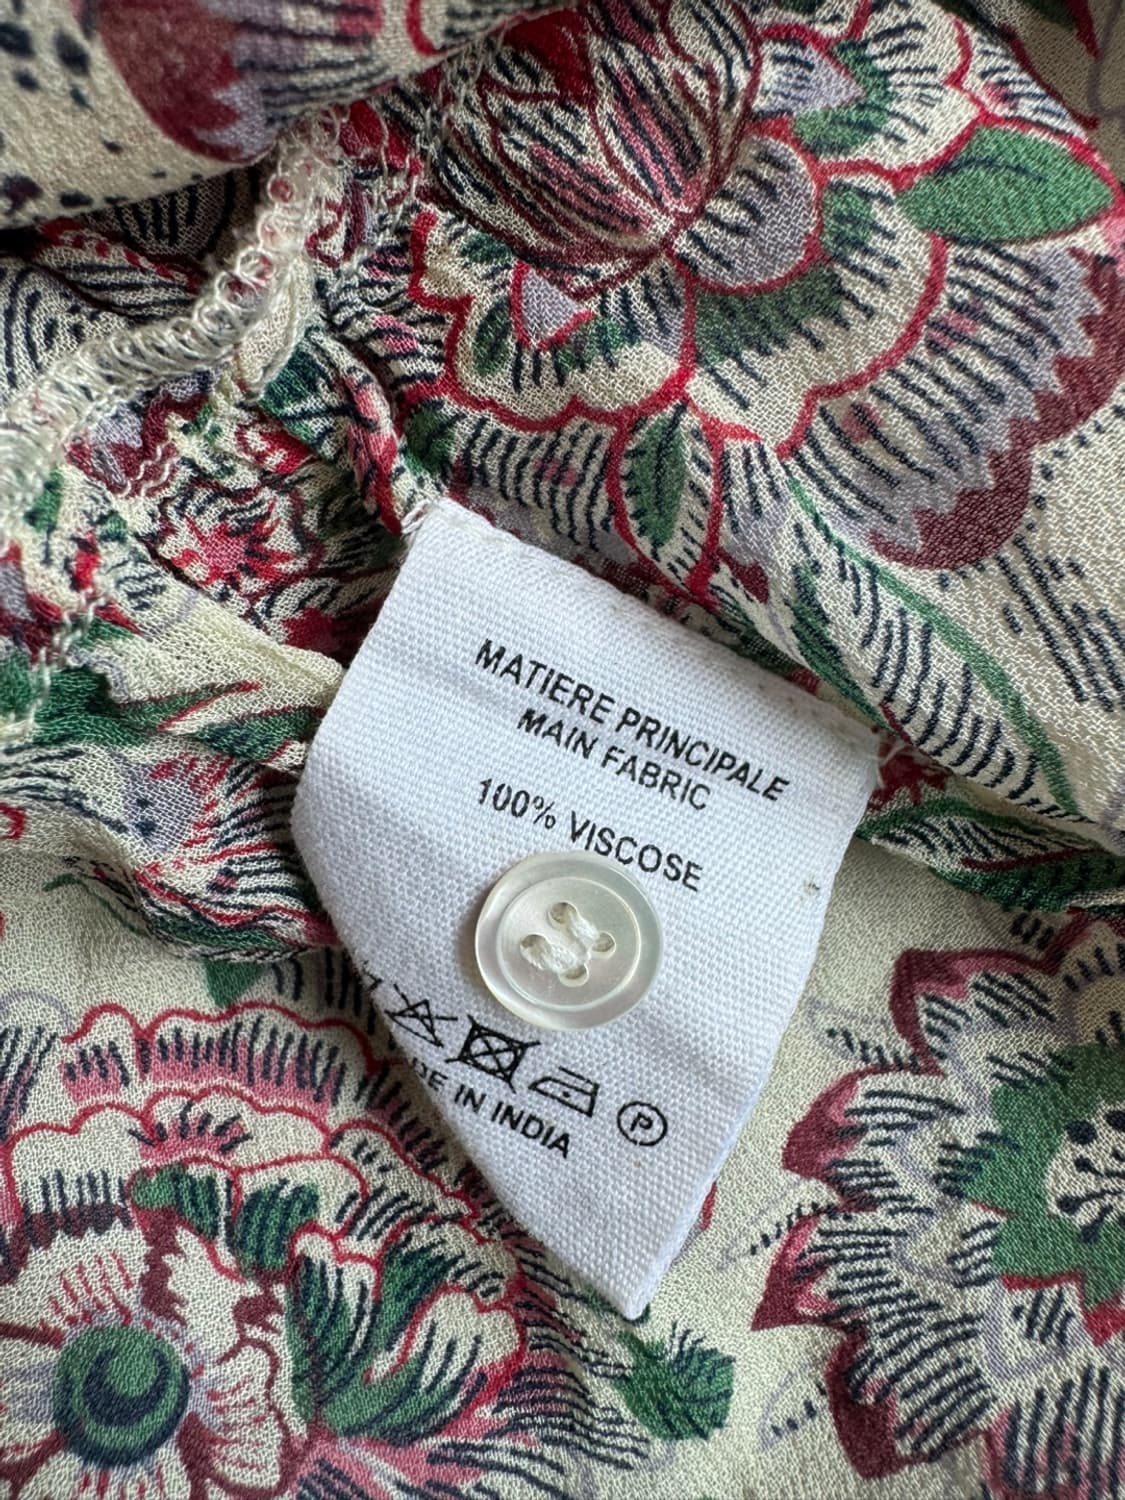 MATIERE PRINCIPALE
MAIN FABRIC
100% VISCOSE
P
IN INDIA